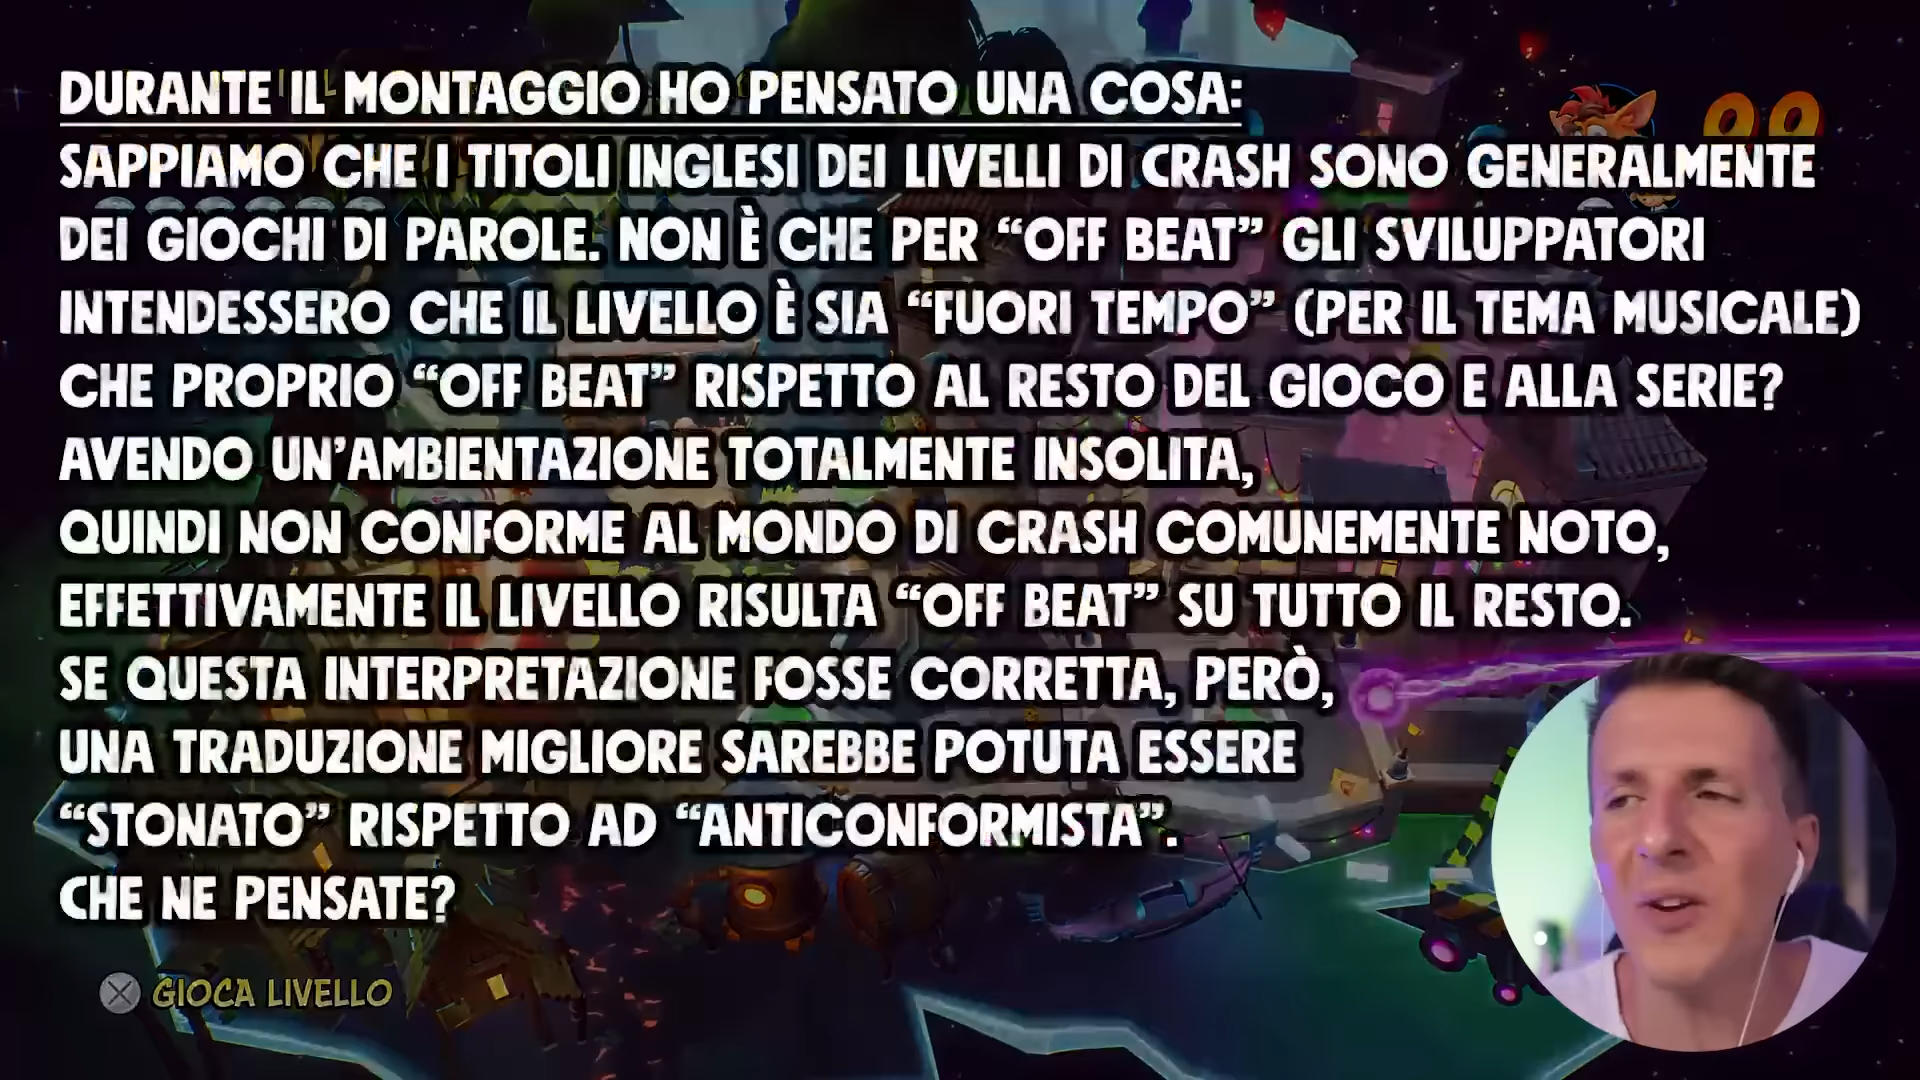 DURANTE IL MONTAGGIO HO PENSATO UNA COSA:
SAPPIAMO CHE I TITOLI INGLESI DEI LIVELLI DI CRASH SONO GENERALMENTE
DEI GIOCHI DI PAROLE. NON È CHE PER “OFF BEAT” GLI SVILUPPATORI
INTENDESSERO CHE IL LIVELLO È SIA “FUORI TEMPO” (PER IL TEMA MUSICALE)
CHE PROPRIO “OFF BEAT” RISPETTO AL RESTO DEL GIOCO E ALLA SERIE?
AVENDO UN’AMBIENTAZIONE TOTALMENTE INSOLITA,
QUINDI NON CONFORME AL MONDO DI CRASH COMUNEMENTE NOTO,
EFFETTIVAMENTE IL LIVELLO RISULTA “OFF BEAT” SU TUTTO IL RESTO.
SE QUESTA INTERPRETAZIONE FOSSE CORRETTA, PERÒ,
UNA TRADUZIONE MIGLIORE SAREBBE POTUTA ESSERE
“STONATO” RISPETTO AD “ANTICONFORMISTA”.
CHE NE PENSATE?
GIOCA LIVELLO